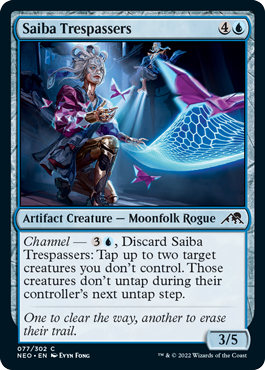 Saiba Trespassers 4
Artifact Creature — Moonfolk Rogue
Channel — 3, Discard Saiba
Trespassers: Tap up to two target
creatures you don't control. Those
creatures don't untap during their
controller's next untap step.
One to clear the way, another to erase
their trail.
3/5
077/302 C
NEO • EN Evyn Fong
™ & © 2022 Wizards of the Coast